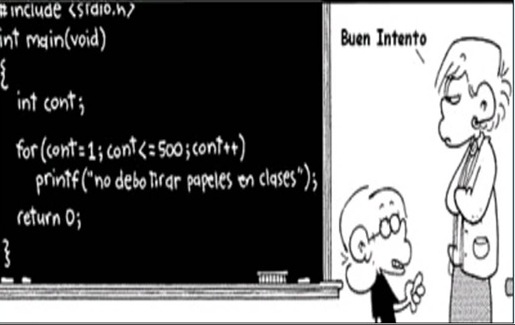 #include <stdio.h>
int main(void)
{
int cont;
for(cont=1;cont<=500;cont++)
printf("no debo tirar papeles en clases");
return 0;
}
Buen Intento